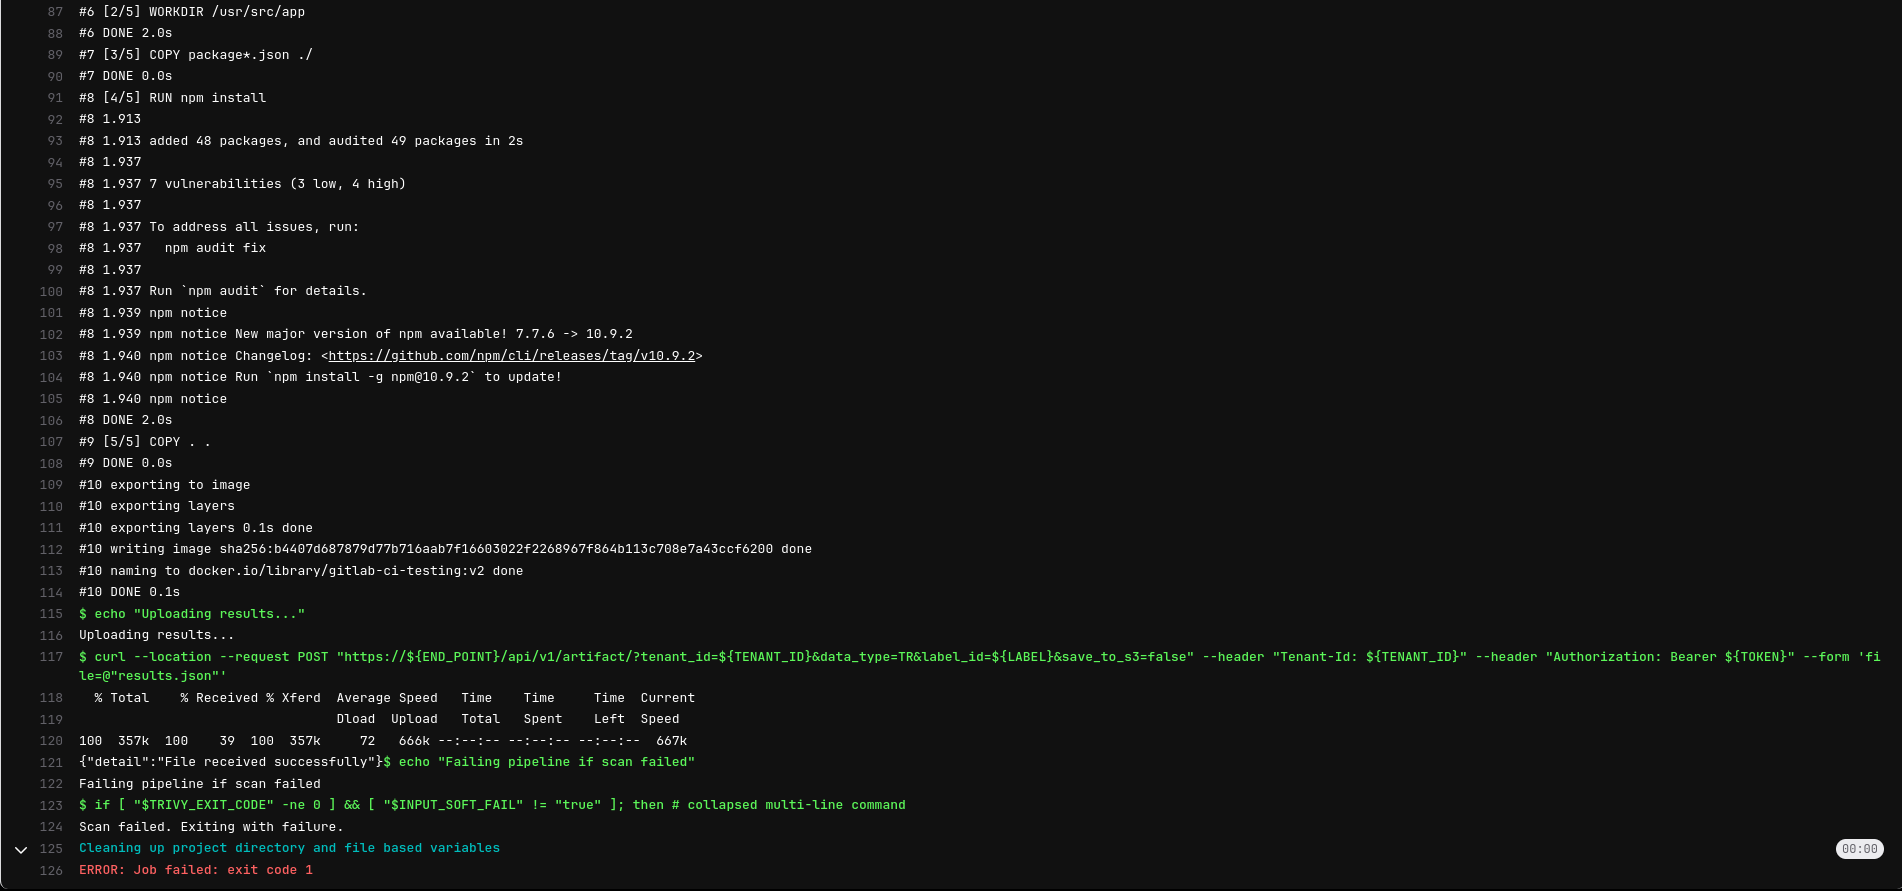 87 #6 [2/5] WORKDIR /usr/src/app
88 #6 DONE 2.0s
89 #7 [3/5] COPY package*.json ./
90 #7 DONE 0.0s
91 #8 [4/5] RUN npm install
92 #8 1.913
93 #8 1.913 added 48 packages, and audited 49 packages in 2s
94 #8 1.937
95 #8 1.937 7 vulnerabilities (3 low, 4 high)
96 #8 1.937
97 #8 1.937 To address all issues, run:
98 #8 1.937   npm audit fix
99 #8 1.937
100 #8 1.937 Run `npm audit` for details.
101 #8 1.939 npm notice
102 #8 1.939 npm notice New major version of npm available! 7.7.6 -> 10.9.2
103 #8 1.940 npm notice Changelog: <https://github.com/npm/cli/releases/tag/v10.9.2>
104 #8 1.940 npm notice Run `npm install -g npm@10.9.2` to update!
105 #8 1.940 npm notice
106 #8 DONE 2.0s
107 #9 [5/5] COPY . .
108 #9 DONE 0.0s
109 #10 exporting to image
110 #10 exporting layers
111 #10 exporting layers 0.1s done
112 #10 writing image sha256:b4407d687879d77b716aab7f16603022f2268967f864b113c708e7a43ccf6200 done
113 #10 naming to docker.io/library/gitlab-ci-testing:v2 done
114 #10 DONE 0.1s
115 $ echo "Uploading results..."
116 Uploading results...
117 $ curl --location --request POST "https://${END_POINT}/api/v1/artifact/?tenant_id=${TENANT_ID}&data_type=TR&label_id=${LABEL}&save_to_s3=false" --header "Tenant-Id: ${TENANT_ID}" --header "Authorization: Bearer ${TOKEN}" --form 'fi
le=@"results.json"'
118   % Total    % Received % Xferd  Average Speed   Time    Time     Time  Current
119                                  Dload  Upload   Total   Spent    Left  Speed
120 100  357k  100    39  100  357k     72   666k --:--:-- --:--:-- --:--:--  667k
121 {"detail":"File received successfully"}$ echo "Failing pipeline if scan failed"
122 Failing pipeline if scan failed
123 $ if [ "$TRIVY_EXIT_CODE" -ne 0 ] && [ "$INPUT_SOFT_FAIL" != "true" ]; then # collapsed multi-line command
124 Scan failed. Exiting with failure.
125 Cleaning up project directory and file based variables 00:00
126 ERROR: Job failed: exit code 1